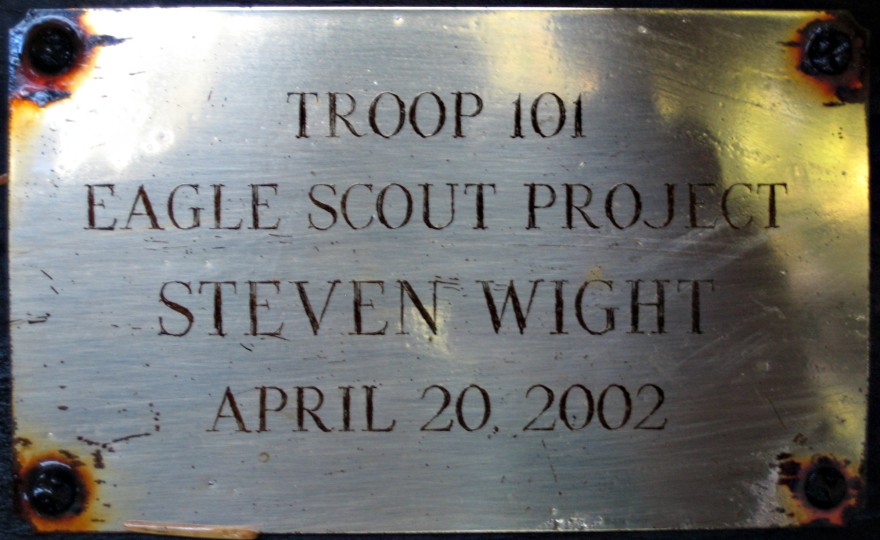 TROOP 101
EAGLE SCOUT PROJECT
STEVEN WIGHT
APRIL 20, 2002